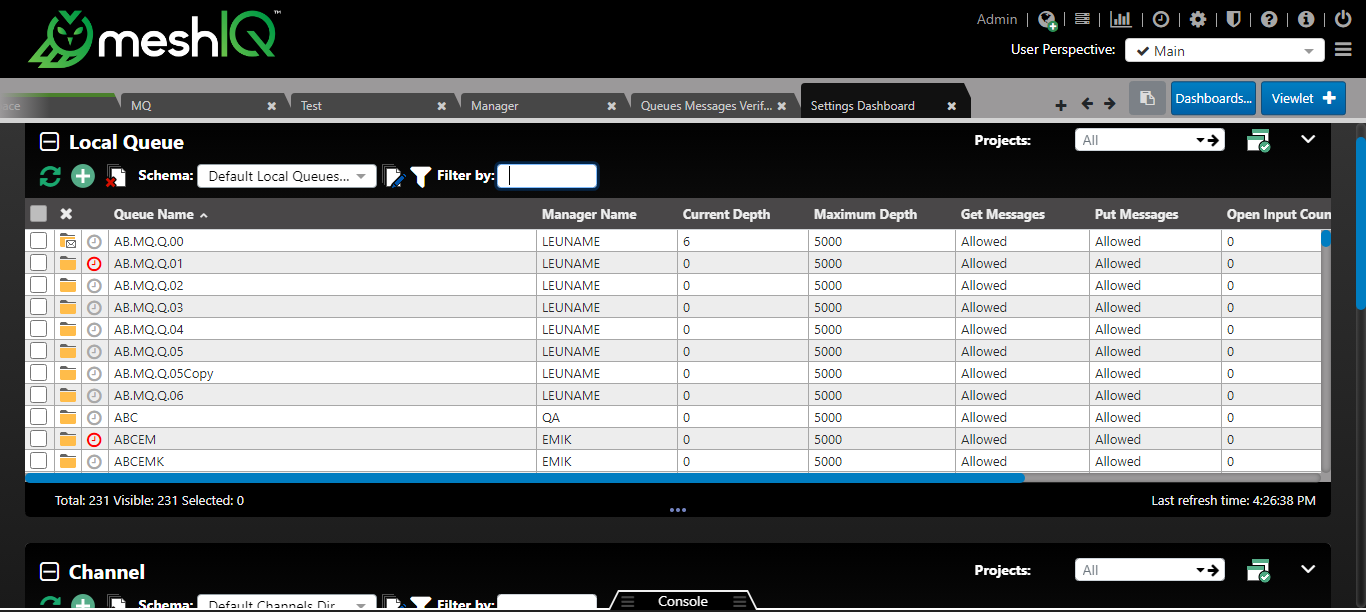 meshIQ™
Admin
User Perspective: Main
ace MQ Test Manager Queues Messages Verif... Settings Dashboard Dashboards... Viewlet
Local Queue Projects: All
Schema: Default Local Queues... Filter by:
Queue Name Manager Name Current Depth Maximum Depth Get Messages Put Messages Open Input Coun
AB.MQ.Q.00 LEUNAME 6 5000 Allowed Allowed 0
AB.MQ.Q.01 LEUNAME 0 5000 Allowed Allowed 0
AB.MQ.Q.02 LEUNAME 0 5000 Allowed Allowed 0
AB.MQ.Q.03 LEUNAME 0 5000 Allowed Allowed 0
AB.MQ.Q.04 LEUNAME 0 5000 Allowed Allowed 0
AB.MQ.Q.05 LEUNAME 0 5000 Allowed Allowed 0
AB.MQ.Q.05Copy LEUNAME 0 5000 Allowed Allowed 0
AB.MQ.Q.06 LEUNAME 0 5000 Allowed Allowed 0
ABC QA 0 5000 Allowed Allowed 0
ABCEM EMIK 0 5000 Allowed Allowed 0
ABCEMK EMIK 0 5000 Allowed Allowed 0
Total: 231 Visible: 231 Selected: 0 Last refresh time: 4:26:38 PM
Channel Projects: All
Schema: Default Channels Dir... Filter by:
Console